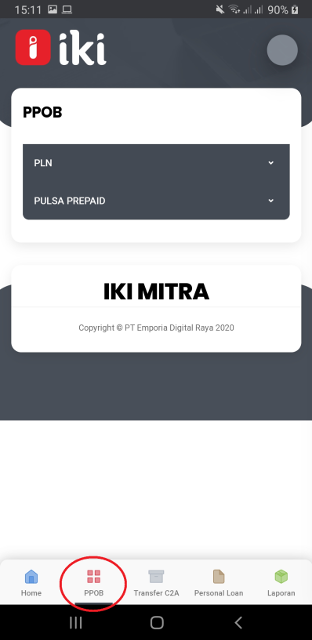 15:11
90%
iki
PPOB
PLN
PULSA PREPAID
IKI MITRA
Copyright © PT Emporia Digital Raya 2020
Home PPOB Transfer C2A Personal Loan Laporan